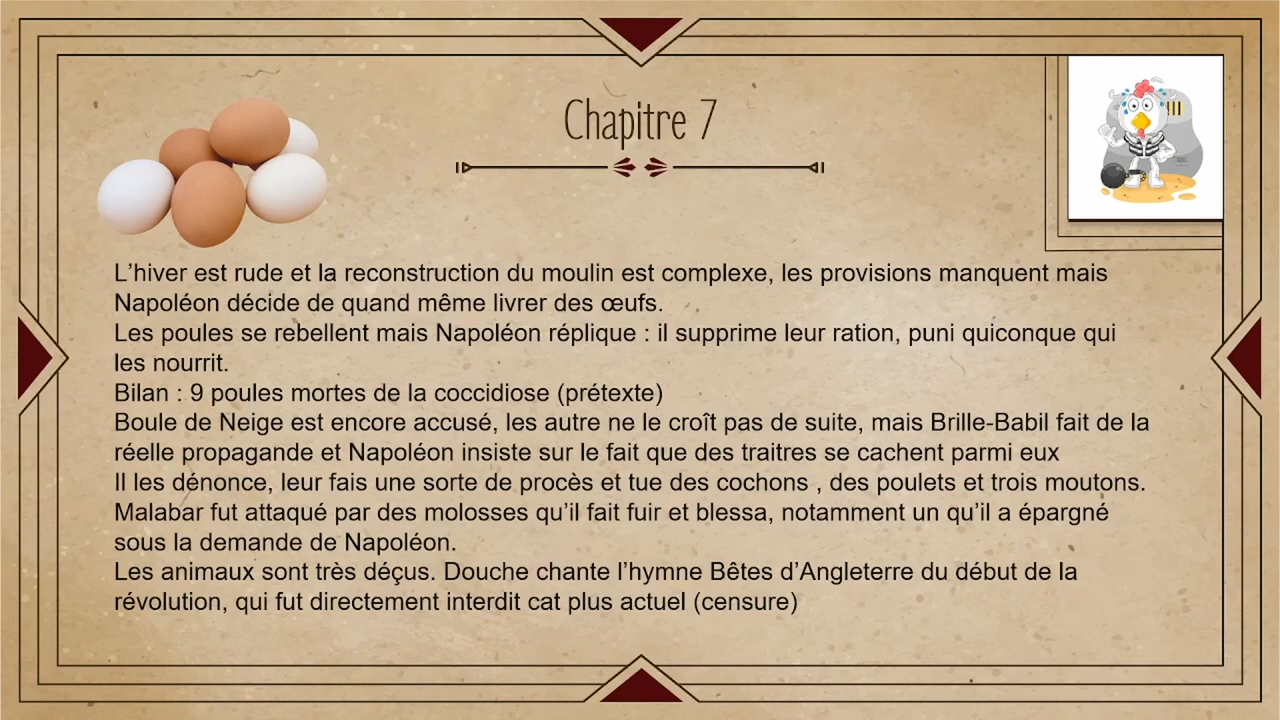 Chapitre 7
L’hiver est rude et la reconstruction du moulin est complexe, les provisions manquent mais
Napoléon décide de quand même livrer des œufs.
Les poules se rebellent mais Napoléon réplique : il supprime leur ration, puni quiconque qui
les nourrit.
Bilan : 9 poules mortes de la coccidiose (prétexte)
Boule de Neige est encore accusé, les autre ne le croît pas de suite, mais Brille-Babil fait de la
réelle propagande et Napoléon insiste sur le fait que des traitres se cachent parmi eux
Il les dénonce, leur fais une sorte de procès et tue des cochons , des poulets et trois moutons.
Malabar fut attaqué par des molosses qu’il fait fuir et blessa, notamment un qu’il a épargné
sous la demande de Napoléon.
Les animaux sont très déçus. Douche chante l’hymne Bêtes d’Angleterre du début de la
révolution, qui fut directement interdit cat plus actuel (censure)